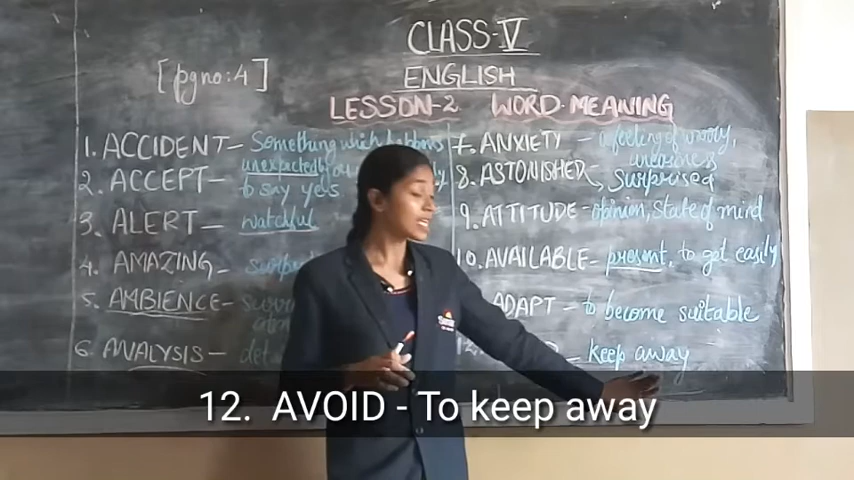 CLASS-V
[pgno:4]
ENGLISH
LESSON-2 WORD MEANING
1. ACCIDENT - Something which happens
unexpectedly
2. ACCEPT - to say yes
3. ALERT - watchful
4. AMAZING -
5. AMBIENCE -
6. ANALYSIS -
7. ANXIETY - a feeling of worry,
8. ASTONISHED Surprised
9. ATTITUDE - opinion, state of mind
10. AVAILABLE - present, to get easily
ADAPT - to become suitable
12. - keep away
12. AVOID - To keep away